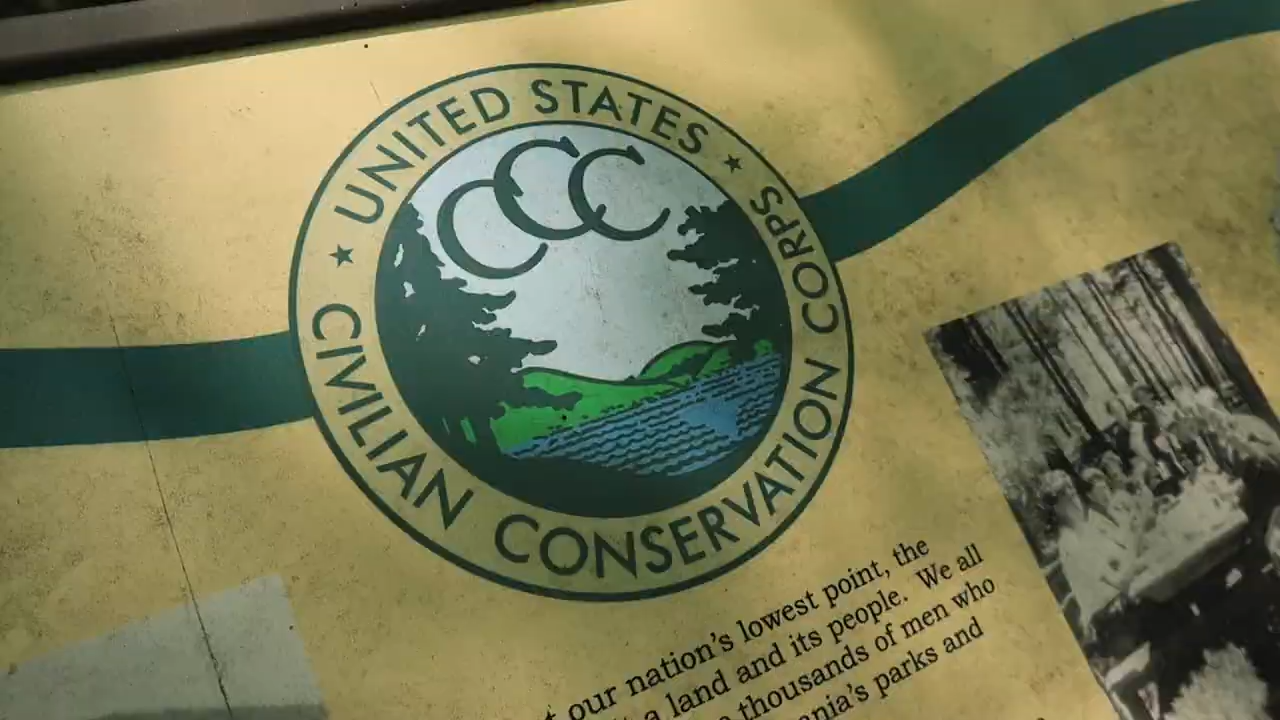 ★ UNITED STATES ★
CCC
CIVILIAN CONSERVATION CORPS
our nation's lowest point, the
a land and its people. We all
thousands of men who
parks and